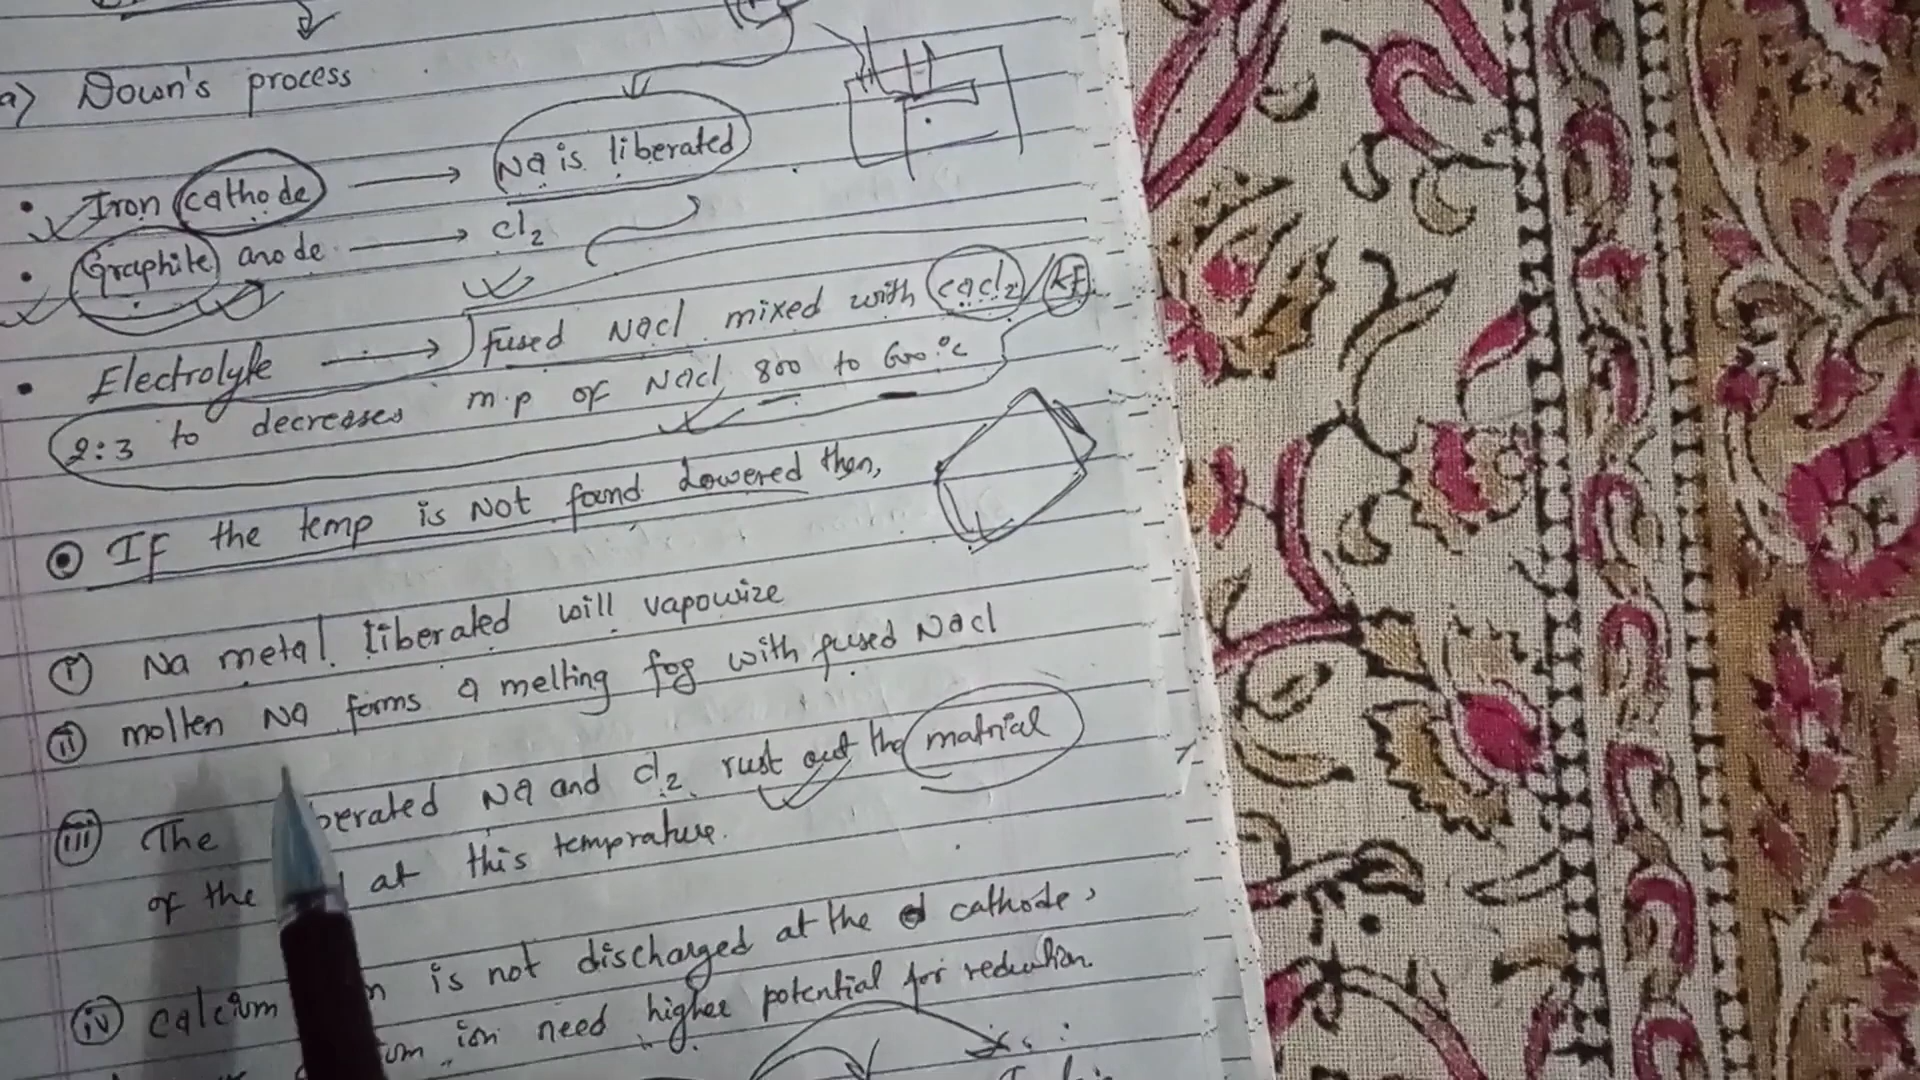 a) Down's process
• Iron cathode → Na is liberated
• Graphite anode → Cl2
• Electrolyte → Fused NaCl mixed with CaCl2/KF
2:3 to decreases m.p of NaCl 800 to 600°C
IF the temp is Not found Lowered then,
(i) Na metal liberated will vapourize
(ii) molten Na forms a melting fog with fused NaCl
(iii) The berated Na and Cl2 rust out the matrial
of the at this temprature.
(iv) calcium is not discharged at the cathode,
ion need higher potential for reduction.